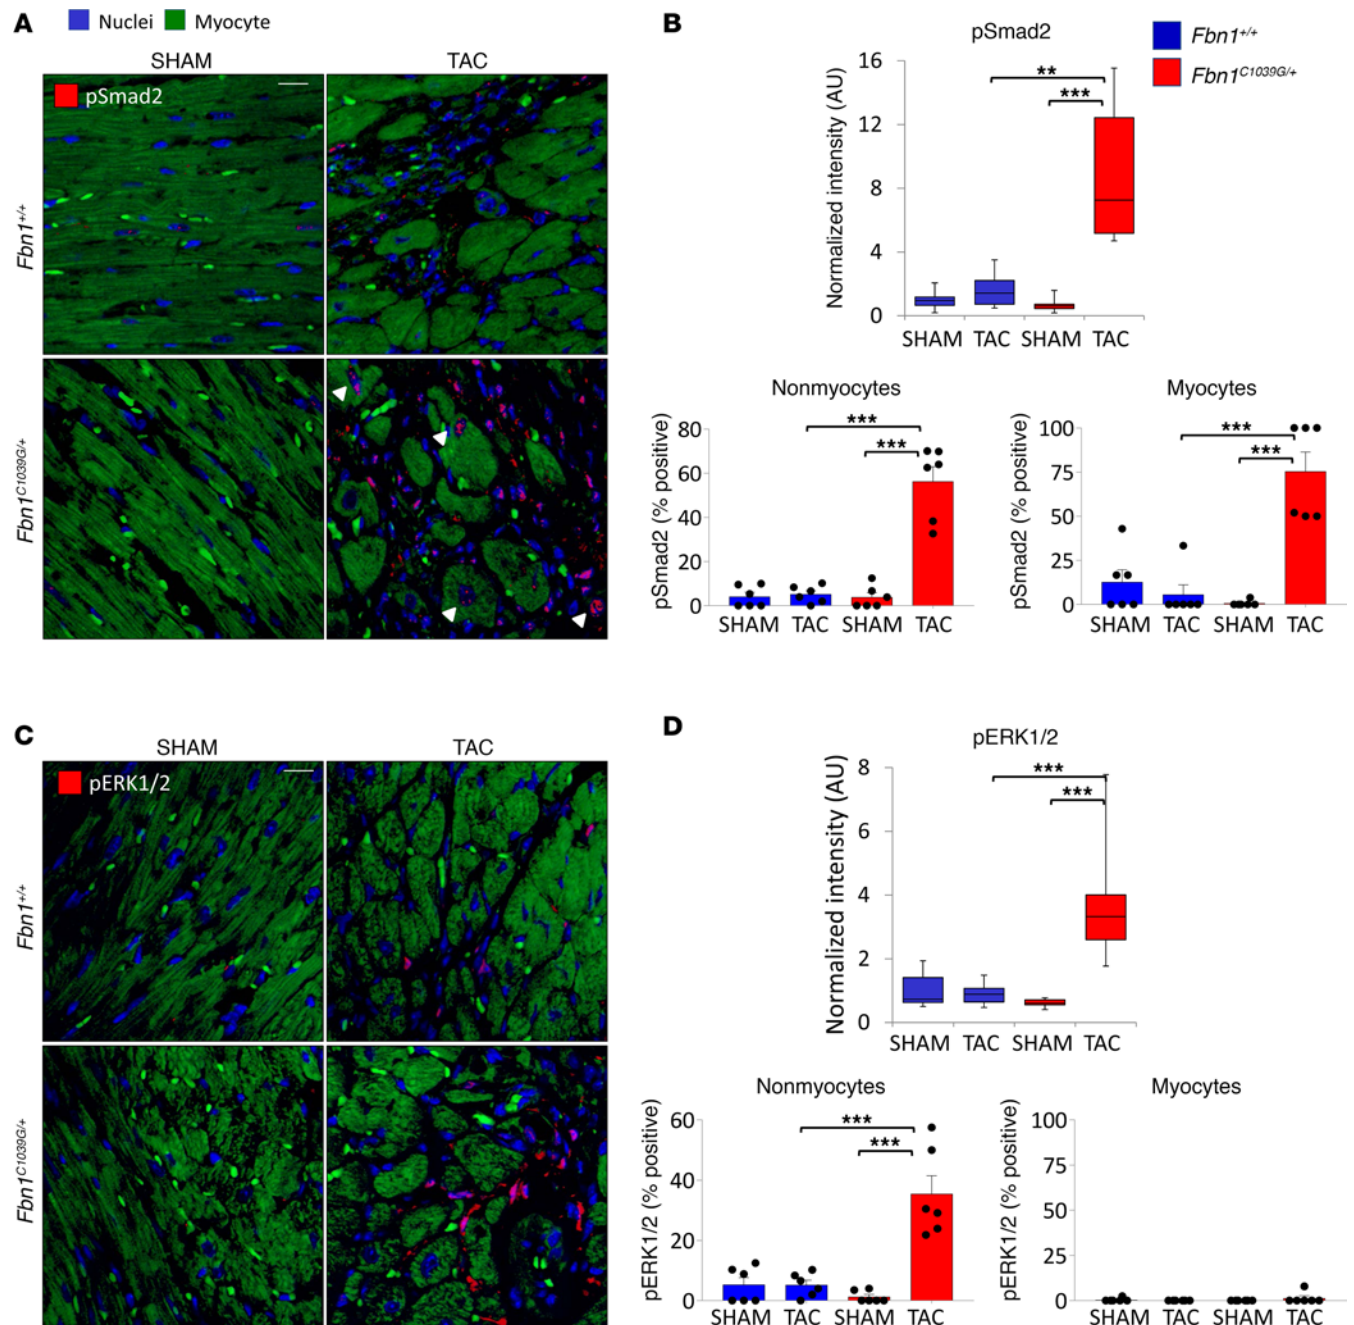 A
Nuclei Myocyte
SHAM TAC
pSmad2
Fbn1+/+
Fbn1C1039G/+
B
pSmad2
Fbn1+/+
Fbn1C1039G/+
Normalized intensity (AU)
16
12
8
4
0
**
***
SHAM TAC SHAM TAC
Nonmyocytes
pSmad2 (% positive)
80
60
40
20
0
***
***
SHAM TAC SHAM TAC
Myocytes
pSmad2 (% positive)
100
75
50
25
0
***
***
SHAM TAC SHAM TAC
C
SHAM TAC
pERK1/2
Fbn1+/+
Fbn1C1039G/+
D
pERK1/2
Normalized intensity (AU)
8
6
4
2
0
***
***
SHAM TAC SHAM TAC
Nonmyocytes
pERK1/2 (% positive)
60
40
20
0
***
***
SHAM TAC SHAM TAC
Myocytes
pERK1/2 (% positive)
100
75
50
25
0
SHAM TAC SHAM TAC